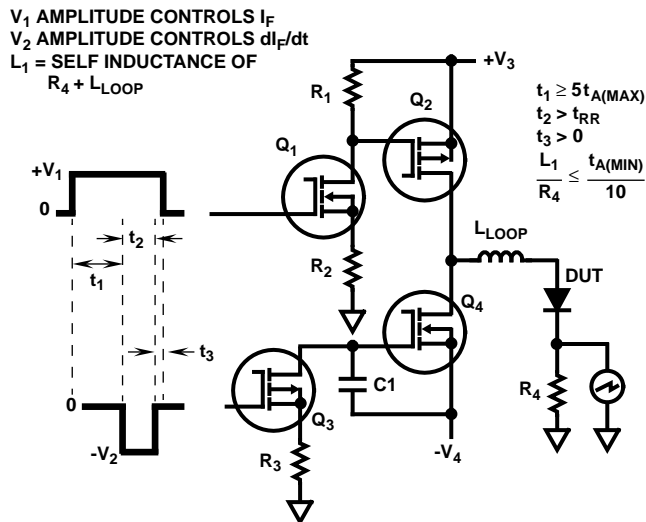 V1 AMPLITUDE CONTROLS IF
V2 AMPLITUDE CONTROLS dIF/dt
L1 = SELF INDUCTANCE OF
R4 + LLOOP
+V3
R1
Q2
t1 ≥ 5tA(MAX)
t2 > tRR
t3 > 0
L1/R4 ≤ tA(MIN)/10
Q1
+V1
0
t2
t1
R2
LLOOP
DUT
Q4
t3
0
C1
R4
Q3
-V2
R3
-V4